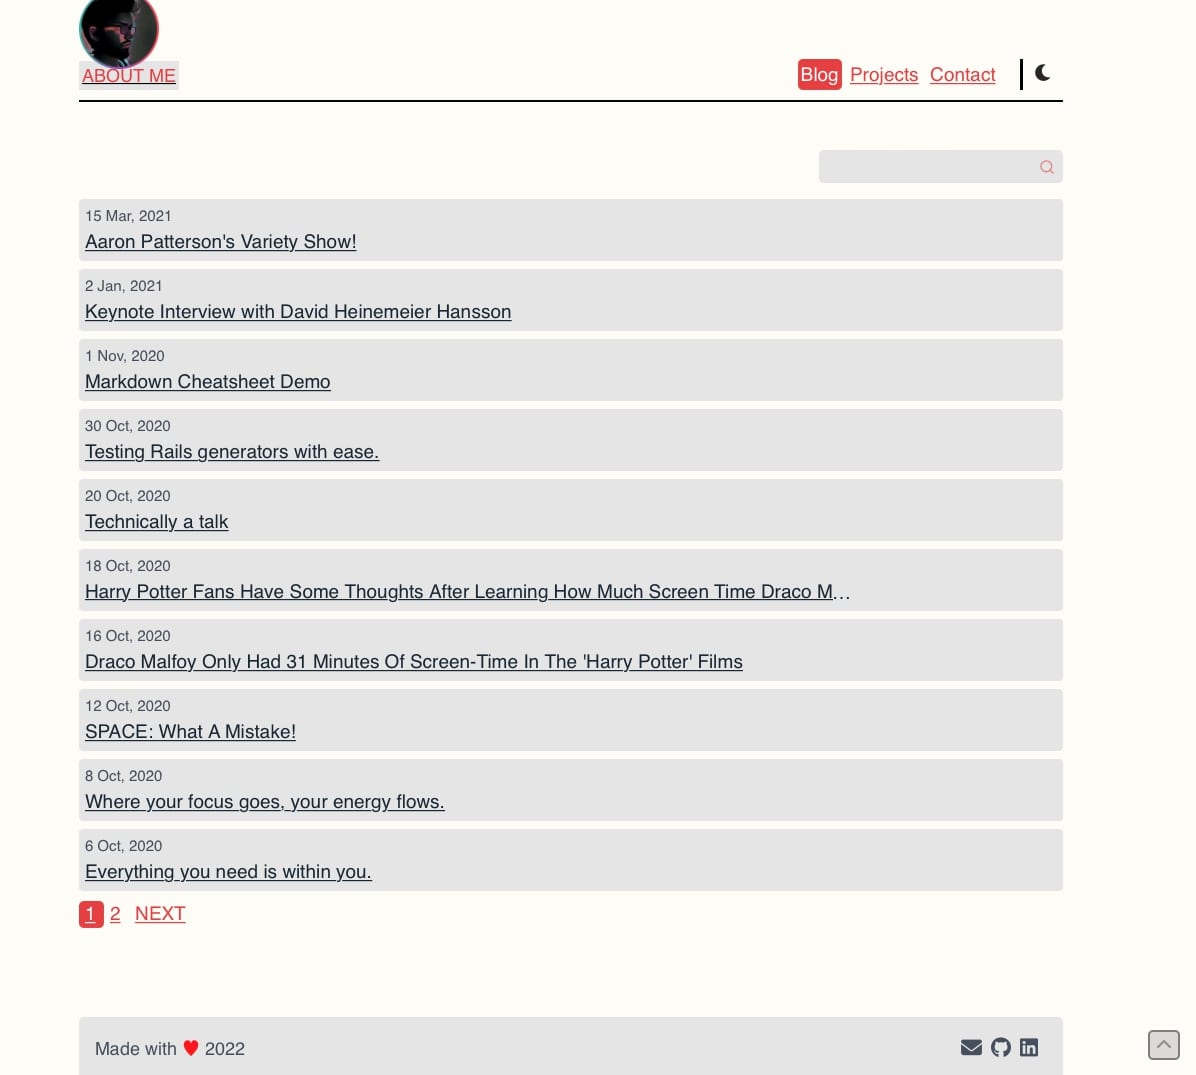 ABOUT ME
Blog Projects Contact
15 Mar, 2021
Aaron Patterson's Variety Show!
2 Jan, 2021
Keynote Interview with David Heinemeier Hansson
1 Nov, 2020
Markdown Cheatsheet Demo
30 Oct, 2020
Testing Rails generators with ease.
20 Oct, 2020
Technically a talk
18 Oct, 2020
Harry Potter Fans Have Some Thoughts After Learning How Much Screen Time Draco M…
16 Oct, 2020
Draco Malfoy Only Had 31 Minutes Of Screen-Time In The 'Harry Potter' Films
12 Oct, 2020
SPACE: What A Mistake!
8 Oct, 2020
Where your focus goes, your energy flows.
6 Oct, 2020
Everything you need is within you.
1 2 NEXT
Made with ♥ 2022